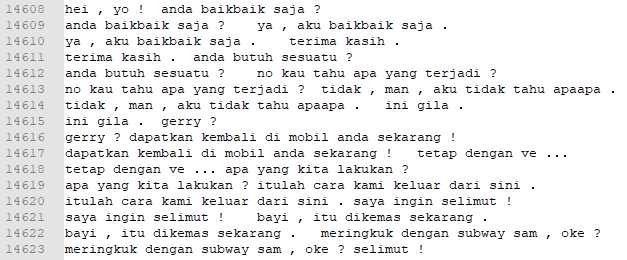 14608 hei , yo ! anda baikbaik saja ?
14609 anda baikbaik saja ? ya , aku baikbaik saja .
14610 ya , aku baikbaik saja . terima kasih .
14611 terima kasih . anda butuh sesuatu ?
14612 anda butuh sesuatu ? no kau tahu apa yang terjadi ?
14613 no kau tahu apa yang terjadi ? tidak , man , aku tidak tahu apaapa .
14614 tidak , man , aku tidak tahu apaapa . ini gila .
14615 ini gila . gerry ?
14616 gerry ? dapatkan kembali di mobil anda sekarang !
14617 dapatkan kembali di mobil anda sekarang ! tetap dengan ve ...
14618 tetap dengan ve ... apa yang kita lakukan ?
14619 apa yang kita lakukan ? itulah cara kami keluar dari sini .
14620 itulah cara kami keluar dari sini . saya ingin selimut !
14621 saya ingin selimut ! bayi , itu dikemas sekarang .
14622 bayi , itu dikemas sekarang . meringkuk dengan subway sam , oke ?
14623 meringkuk dengan subway sam , oke ? selimut !